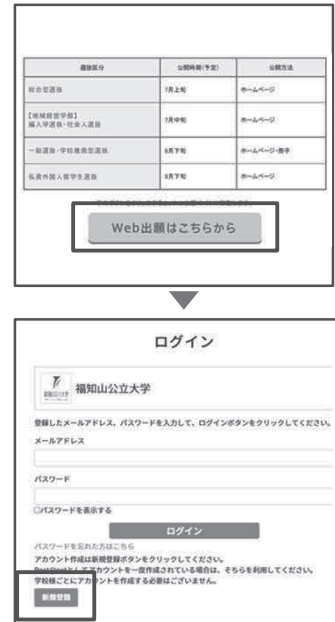 選抜区分 公開時期(予定) 公開方法
総合型選抜 7月上旬 ホームページ
【地域経営学部】
編入学選抜・社会人選抜 7月中旬 ホームページ
一般選抜・学校推薦型選抜 8月下旬 ホームページ・冊子
私費外国人留学生選抜 8月下旬 ホームページ
Web出願はこちらから
ログイン
福知山公立大学
登録したメールアドレス、パスワードを入力して、ログインボタンをクリックしてください。
メールアドレス
パスワード
パスワードを表示する
ログイン
パスワードを忘れた方はこちら
アカウント作成は新規登録ボタンをクリックしてください。
アカウントを一度作成されている場合は、そちらを利用してください。
学校様ごとにアカウントを作成する必要はございません。
新規登録